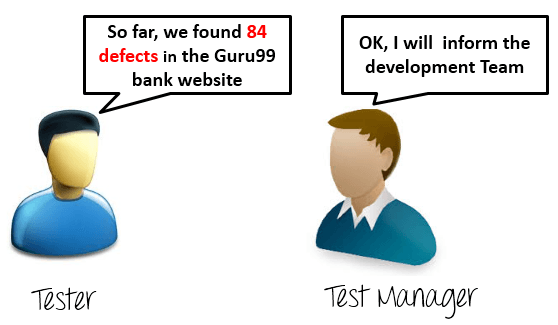 So far, we found 84
defects in the Guru99
bank website
OK, I will inform the
development Team
Tester
Test Manager